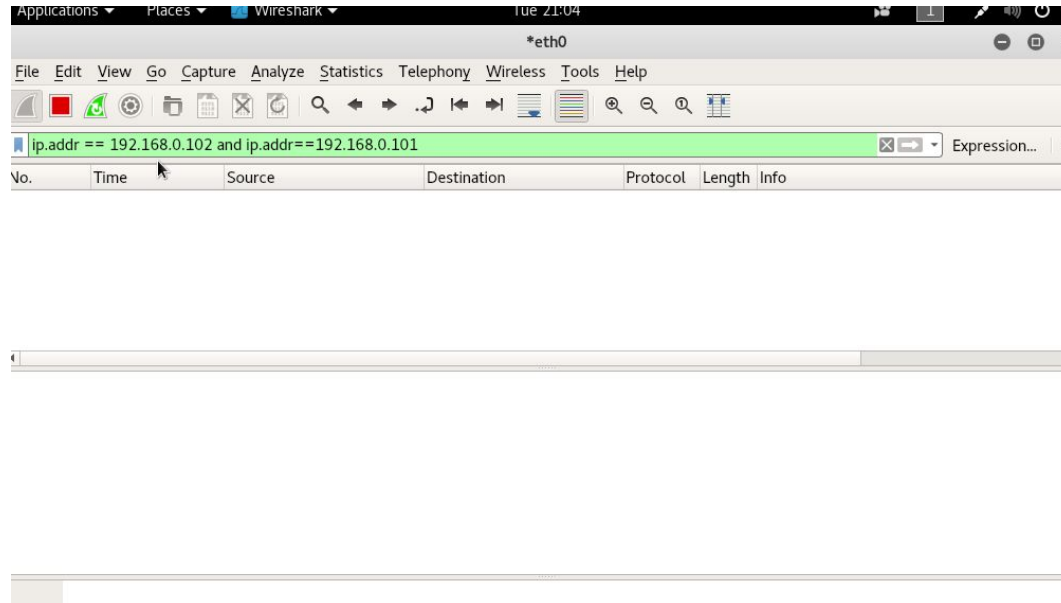 Applications Places Wireshark Tue 21:04 1
*eth0
File Edit View Go Capture Analyze Statistics Telephony Wireless Tools Help
ip.addr == 192.168.0.102 and ip.addr==192.168.0.101 Expression...
No. Time Source Destination Protocol Length Info